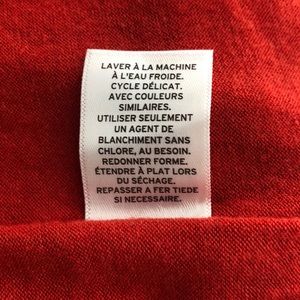 LAVER À LA MACHINE
À L'EAU FROIDE.
CYCLE DÉLICAT.
AVEC COULEURS
SIMILAIRES.
UTILISER SEULEMENT
UN AGENT DE
BLANCHIMENT SANS
CHLORE, AU BESOIN.
REDONNER FORME.
ÉTENDRE À PLAT LORS
DU SÉCHAGE.
REPASSER A FER TIEDE
SI NECESSAIRE.